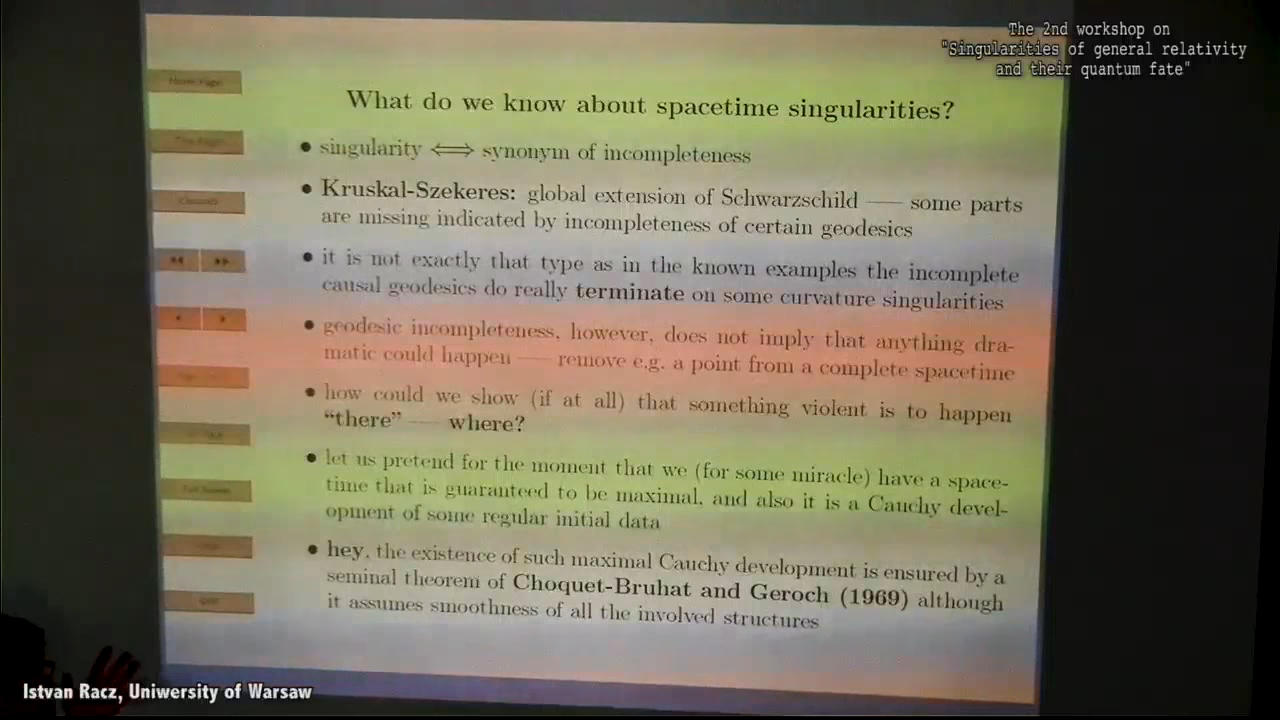 The 2nd workshop on
"Singularities of general relativity
and their quantum fate"
Home Page
What do we know about spacetime singularities?
• singularity ⟺ synonym of incompleteness
• Kruskal-Szekeres: global extension of Schwarzschild — some parts
are missing indicated by incompleteness of certain geodesics
• it is not exactly that type as in the known examples the incomplete
causal geodesics do really terminate on some curvature singularities
• geodesic incompleteness, however, does not imply that anything dra-
matic could happen — remove e.g. a point from a complete spacetime
• how could we show (if at all) that something violent is to happen
“there” — where?
• let us pretend for the moment that we (for some miracle) have a space-
time that is guaranteed to be maximal, and also it is a Cauchy devel-
opment of some regular initial data
• hey, the existence of such maximal Cauchy development is ensured by a
seminal theorem of Choquet-Bruhat and Geroch (1969) although
it assumes smoothness of all the involved structures
Istvan Racz, Uniwersity of Warsaw